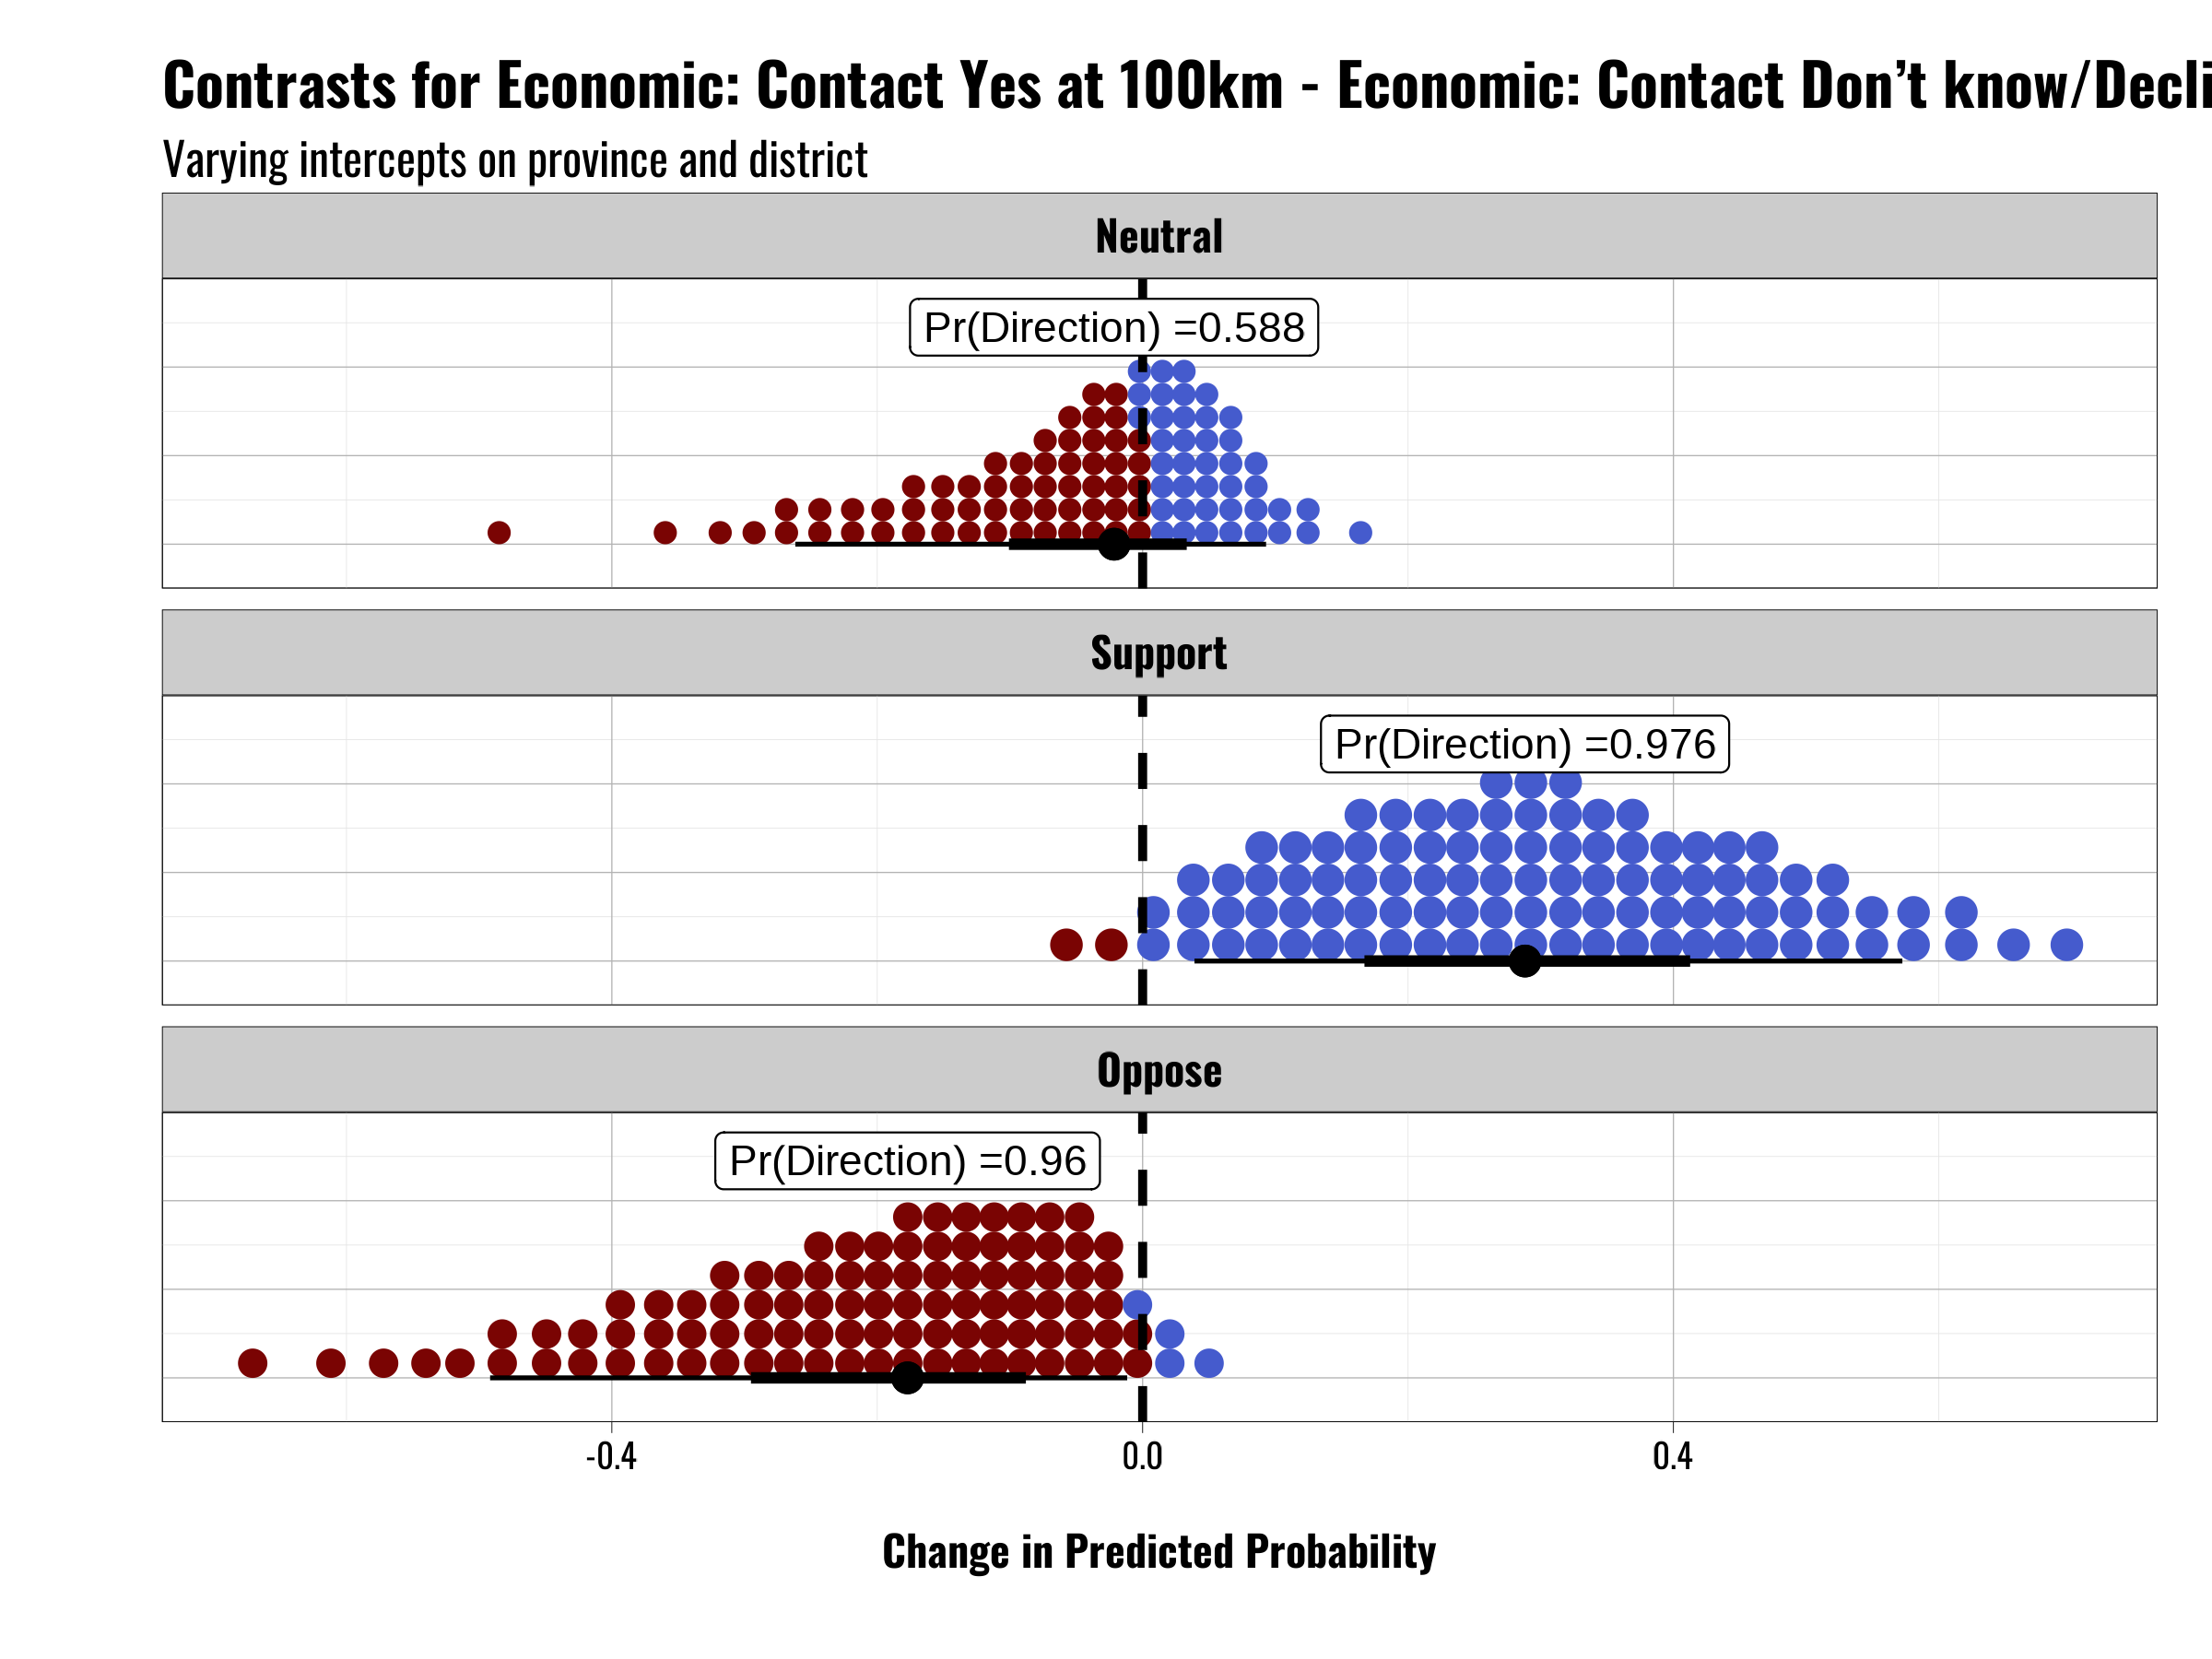 Contrasts for Economic: Contact Yes at 100km - Economic: Contact Don’t know/Decli
Varying intercepts on province and district
Neutral
Pr(Direction) =0.588
Support
Pr(Direction) =0.976
Oppose
Pr(Direction) =0.96
-0.4 0.0 0.4
Change in Predicted Probability